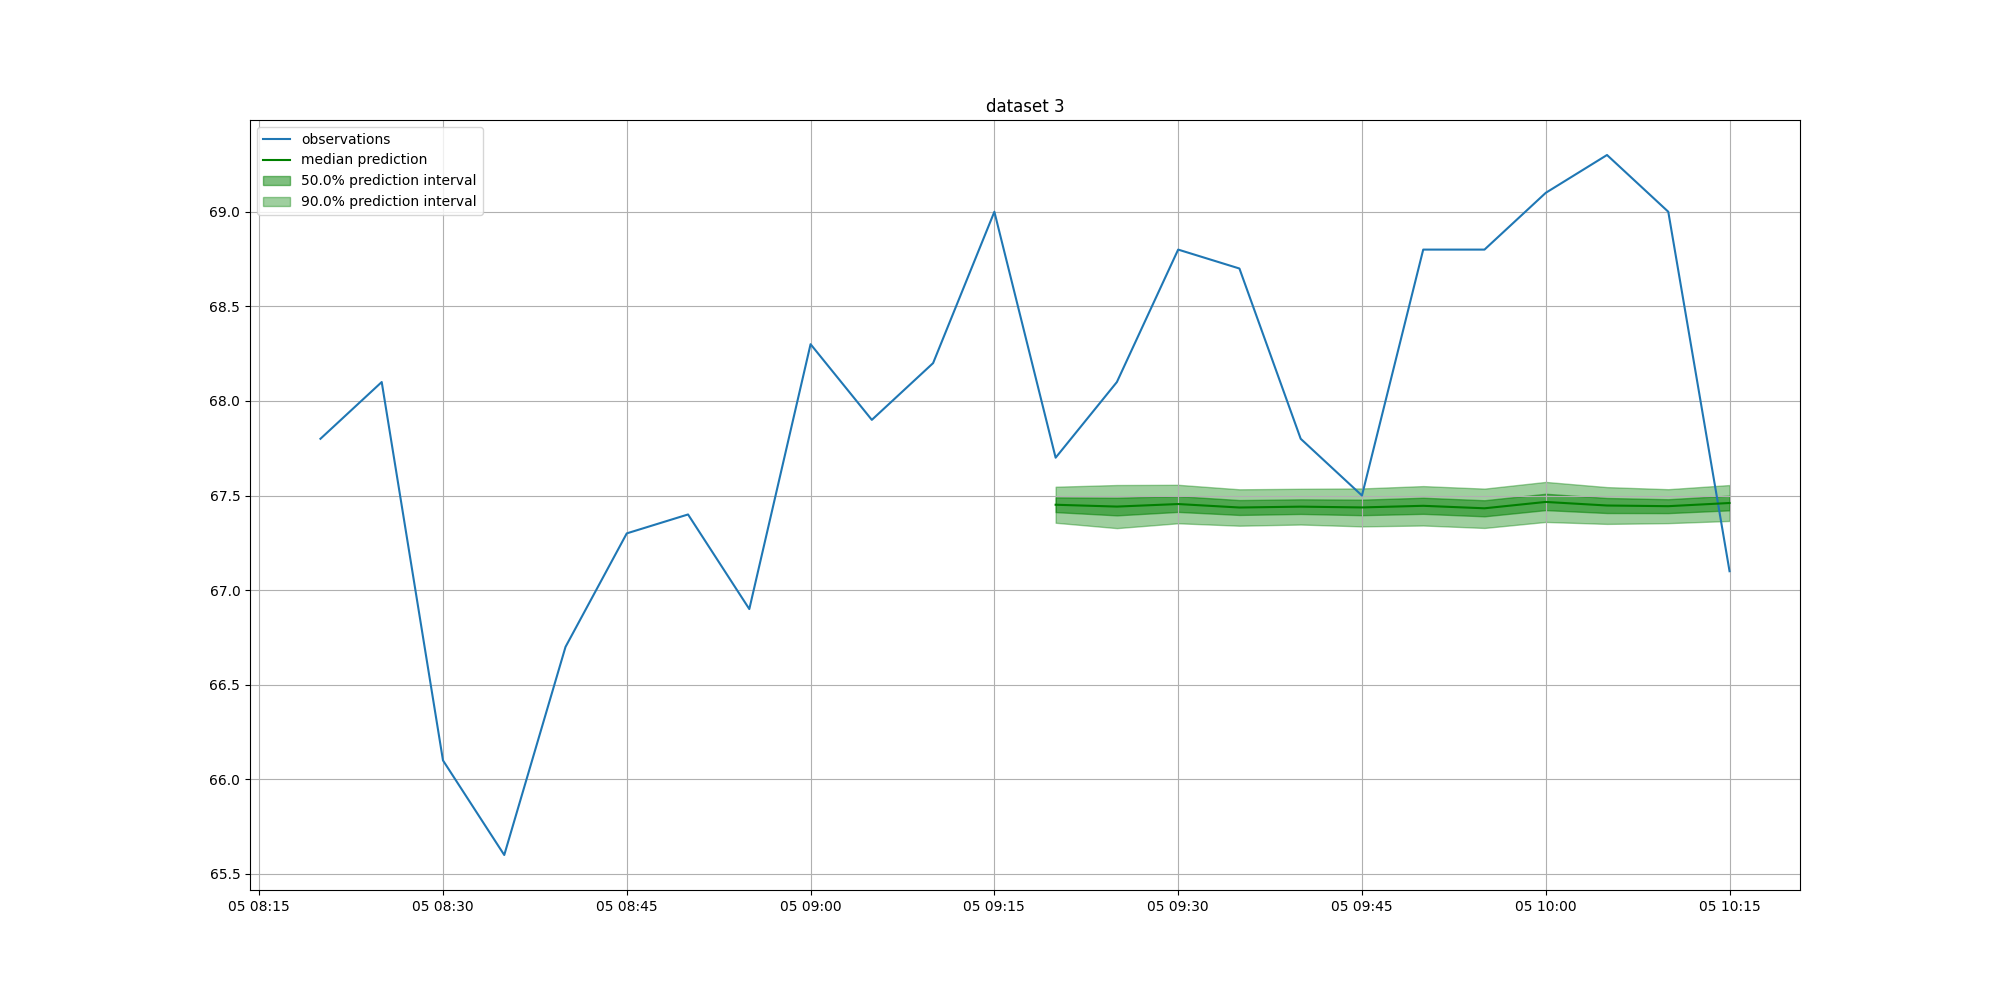 dataset 3
observations
median prediction
50.0% prediction interval
90.0% prediction interval
69.0
68.5
68.0
67.5
67.0
66.5
66.0
65.5
05 08:15 05 08:30 05 08:45 05 09:00 05 09:15 05 09:30 05 09:45 05 10:00 05 10:15